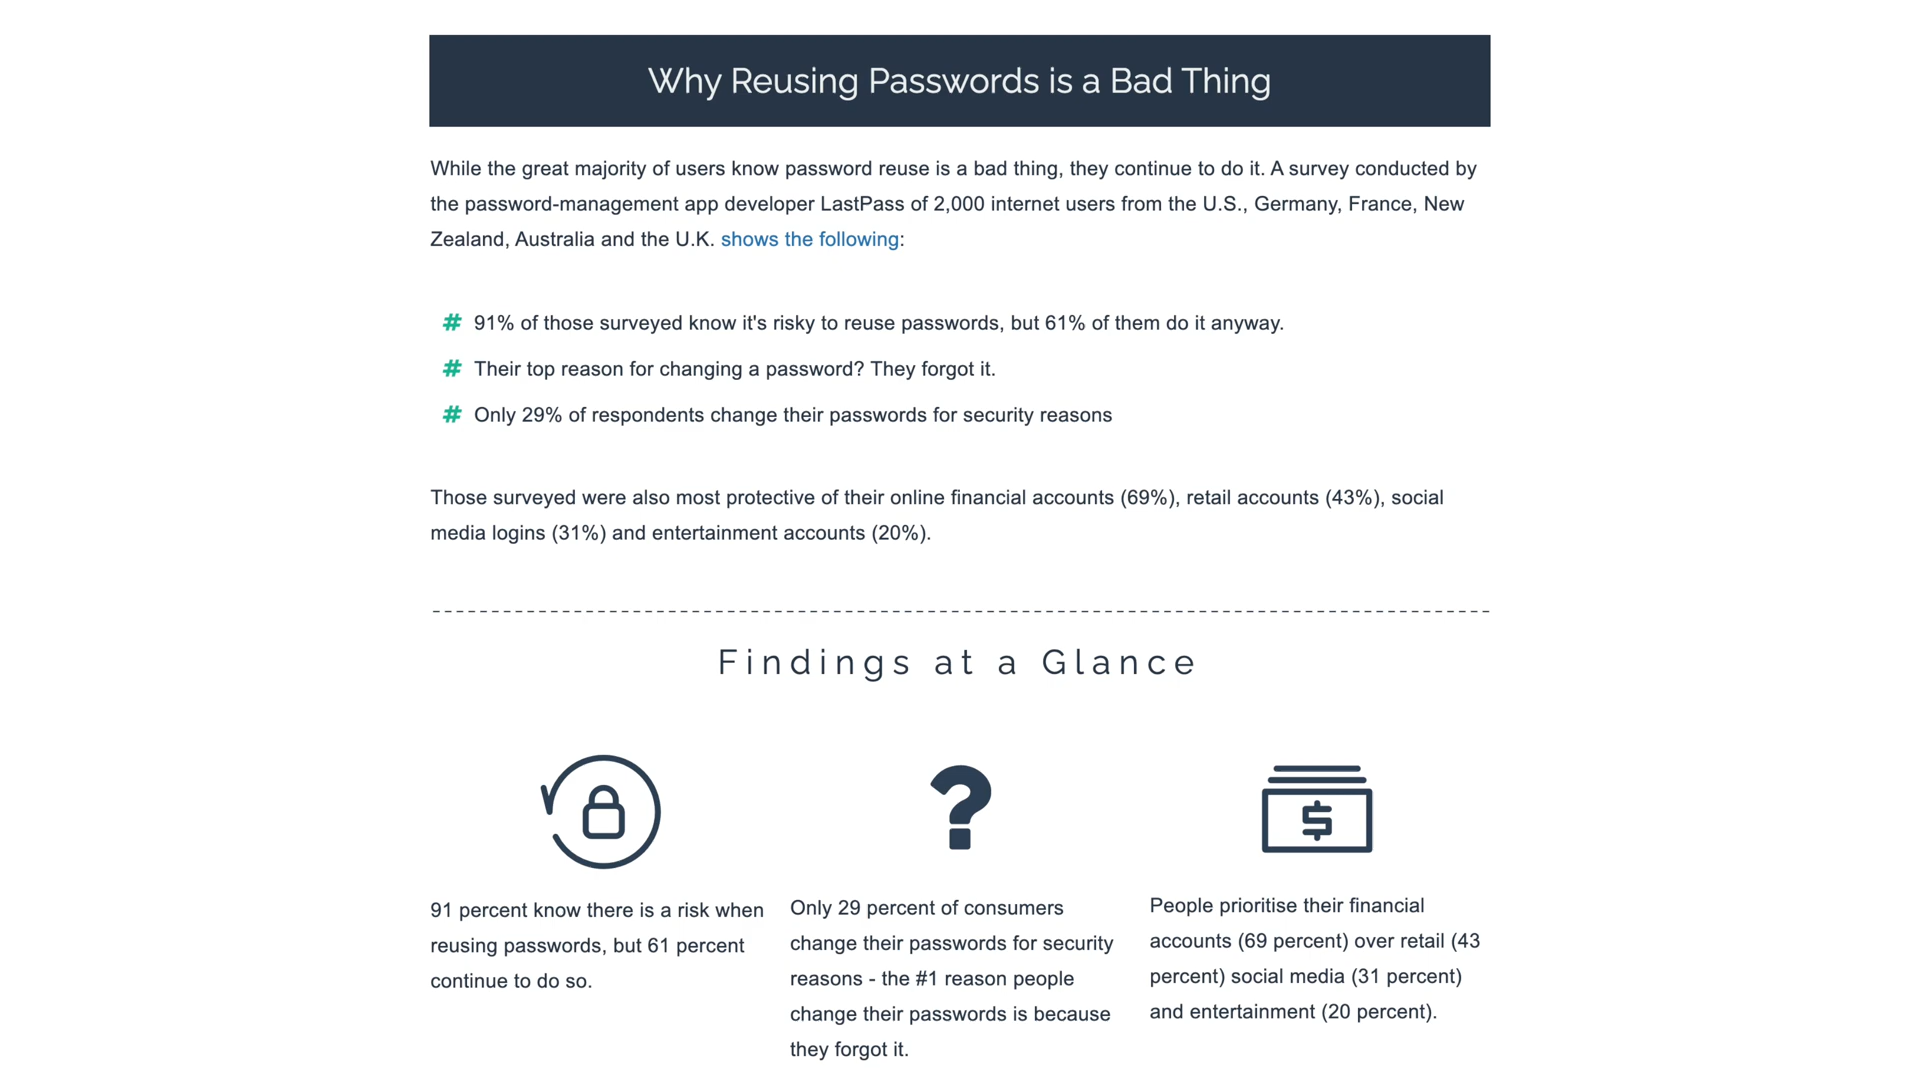 Why Reusing Passwords is a Bad Thing
While the great majority of users know password reuse is a bad thing, they continue to do it. A survey conducted by
the password-management app developer LastPass of 2,000 internet users from the U.S., Germany, France, New
Zealand, Australia and the U.K. shows the following:
# 91% of those surveyed know it's risky to reuse passwords, but 61% of them do it anyway.
# Their top reason for changing a password? They forgot it.
# Only 29% of respondents change their passwords for security reasons
Those surveyed were also most protective of their online financial accounts (69%), retail accounts (43%), social
media logins (31%) and entertainment accounts (20%).
Findings at a Glance
91 percent know there is a risk when
reusing passwords, but 61 percent
continue to do so.
Only 29 percent of consumers
change their passwords for security
reasons - the #1 reason people
change their passwords is because
they forgot it.
$
People prioritise their financial
accounts (69 percent) over retail (43
percent) social media (31 percent)
and entertainment (20 percent).